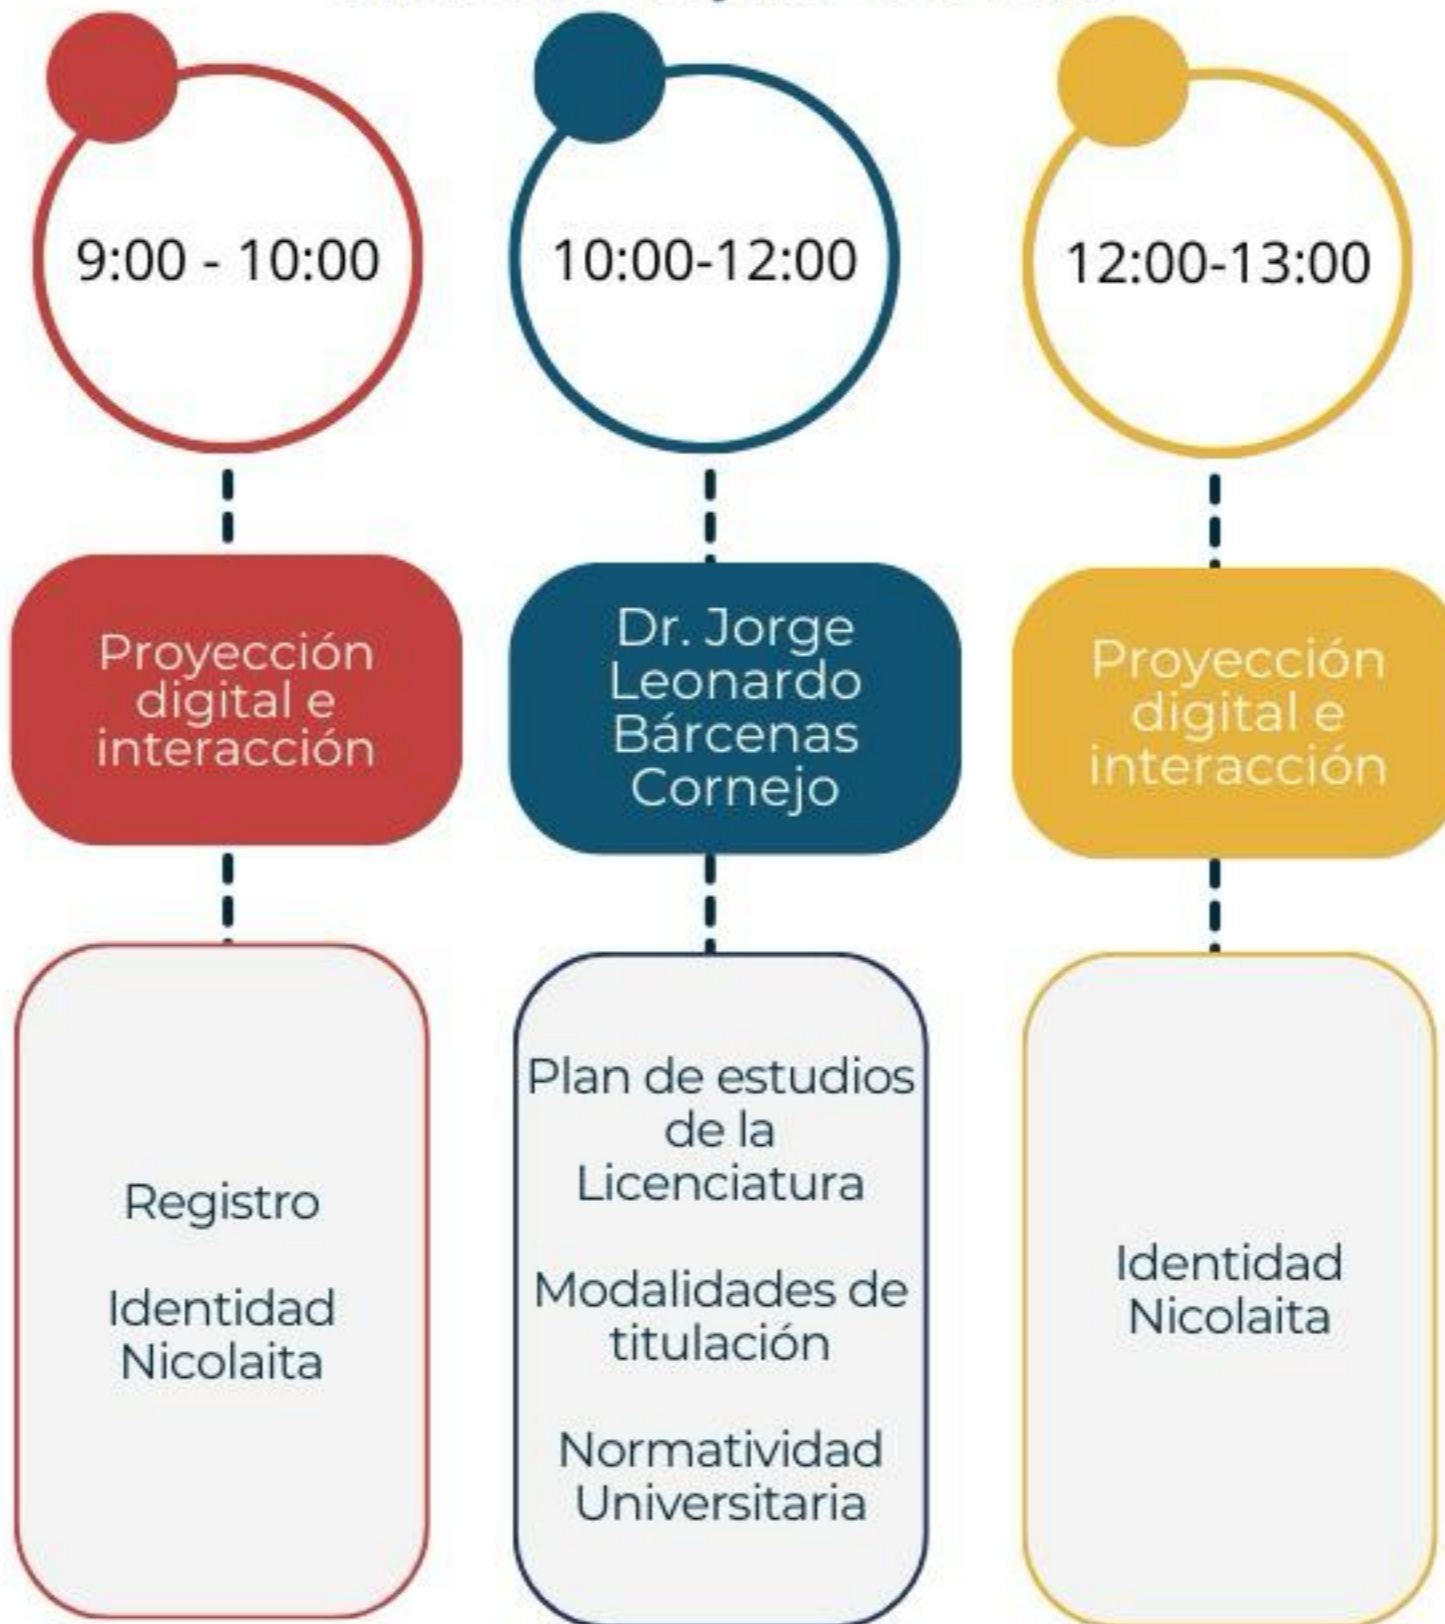 9:00 - 10:00
Proyección
digital e
interacción
Registro
Identidad
Nicolaita
10:00-12:00
Dr. Jorge
Leonardo
Bárcenas
Cornejo
Plan de estudios
de la
Licenciatura
Modalidades de
titulación
Normatividad
Universitaria
12:00-13:00
Proyección
digital e
interacción
Identidad
Nicolaita